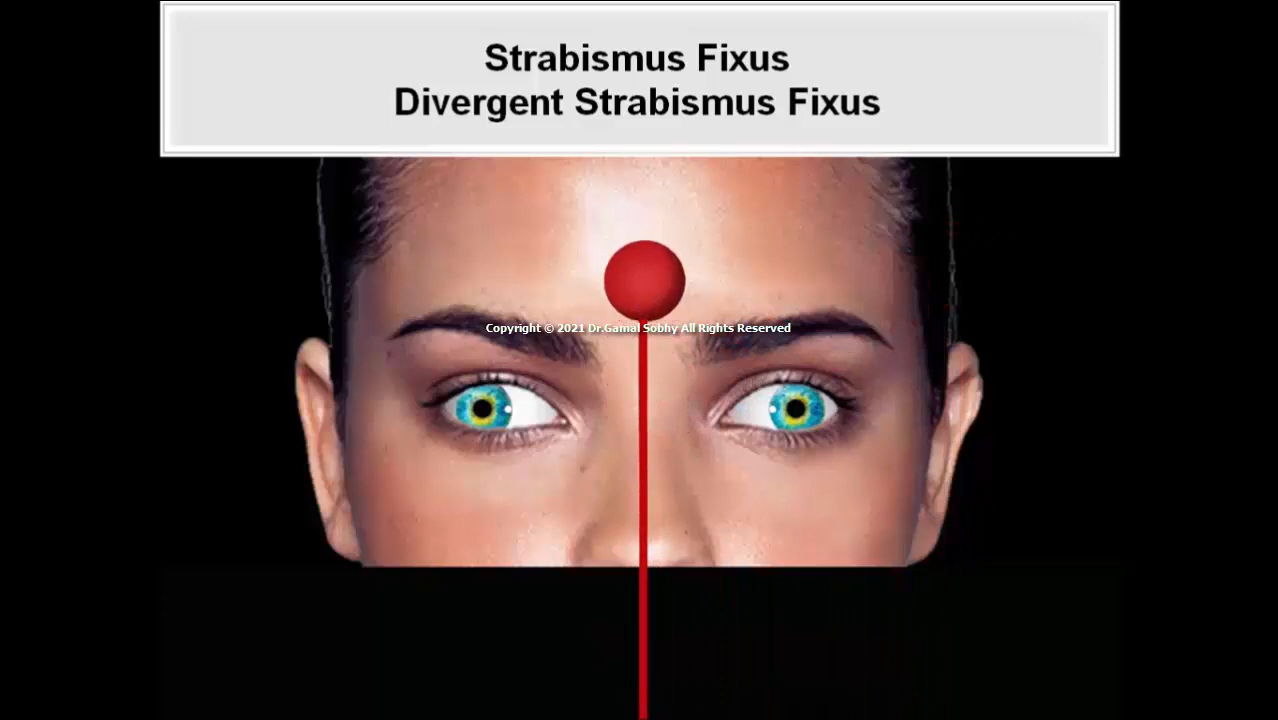 Strabismus Fixus
Divergent Strabismus Fixus
Copyright © 2021 Dr.Gamal Sobhy All Rights Reserved